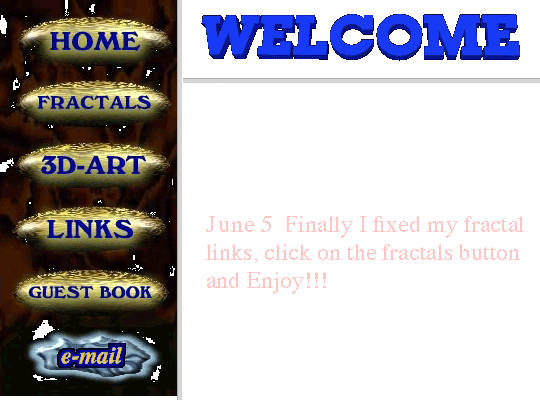 HOME
FRACTALS
3D-ART
LINKS
GUEST BOOK
e-mail
WELCOME
June 5  Finally I fixed my fractal
links, click on the fractals button
and Enjoy!!!